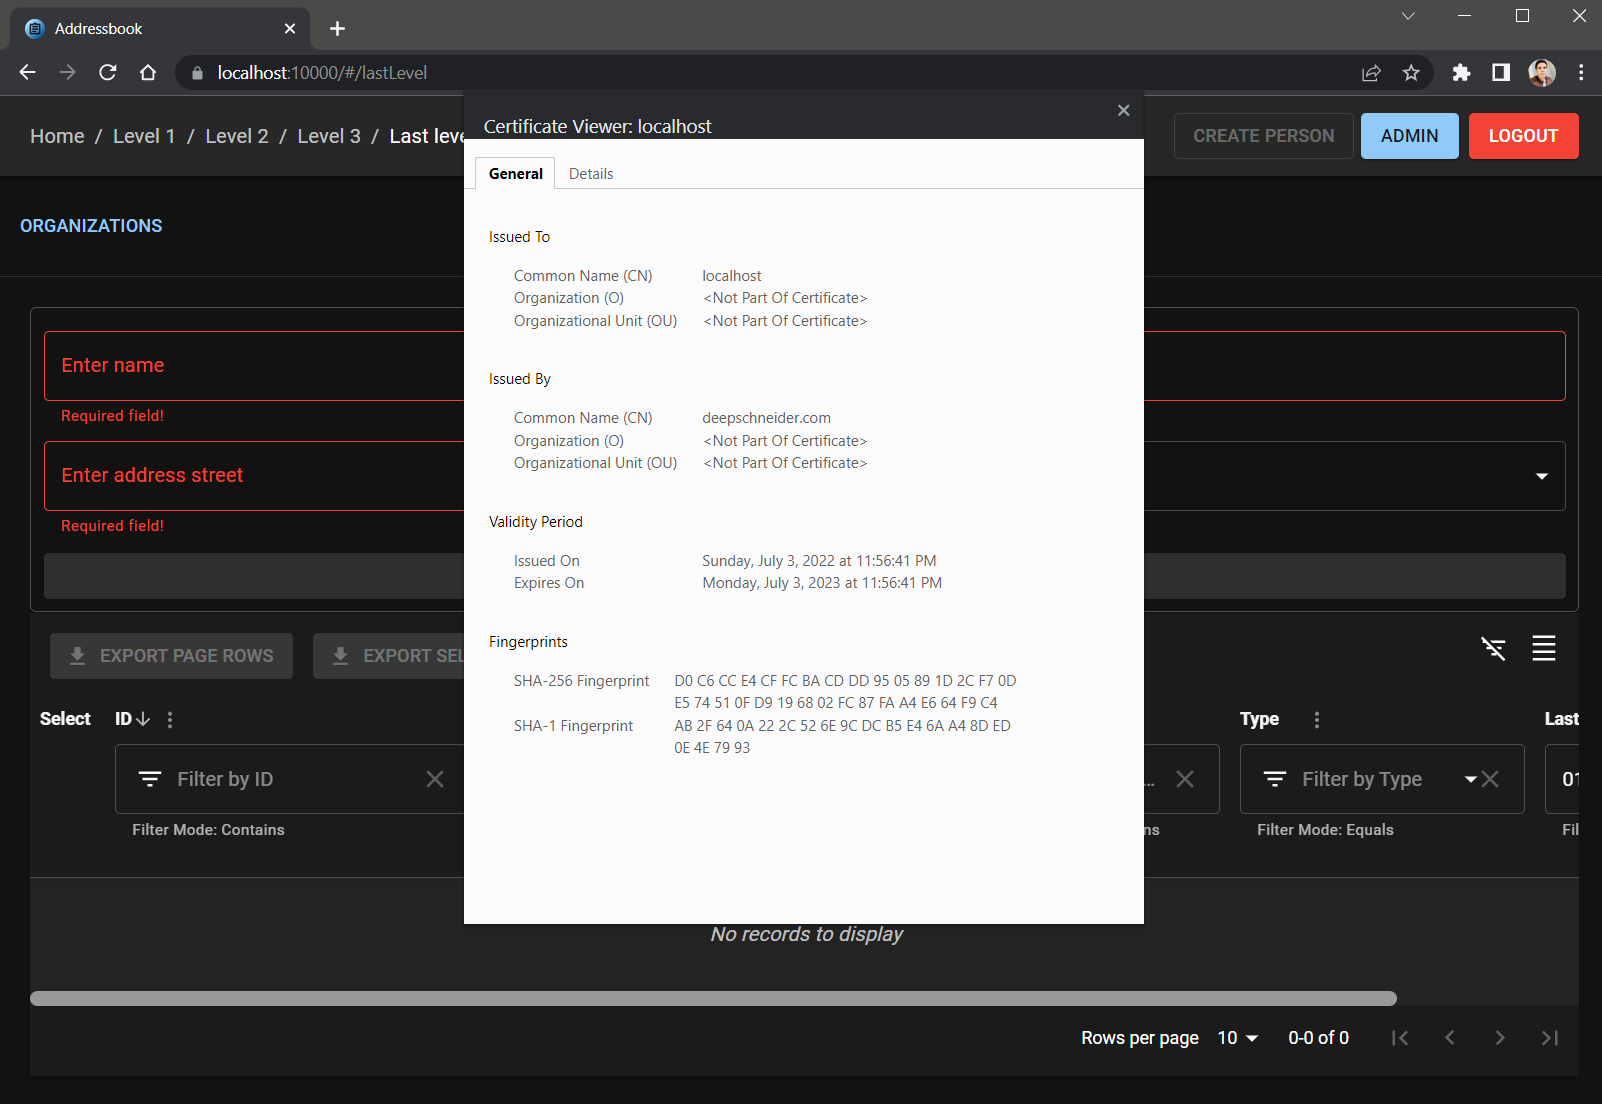 Addressbook
localhost:10000/#/lastLevel
Home / Level 1 / Level 2 / Level 3 / Last
CREATE PERSON
ADMIN
LOGOUT
ORGANIZATIONS
Enter name
Required field!
Enter address street
Required field!
Certificate Viewer: localhost
General
Details
Issued To
Common Name (CN) localhost
Organization (O) <Not Part Of Certificate>
Organizational Unit (OU) <Not Part Of Certificate>
Issued By
Common Name (CN) deepschneider.com
Organization (O) <Not Part Of Certificate>
Organizational Unit (OU) <Not Part Of Certificate>
Validity Period
Issued On Sunday, July 3, 2022 at 11:56:41 PM
Expires On Monday, July 3, 2023 at 11:56:41 PM
Fingerprints
SHA-256 Fingerprint D0 C6 CC E4 CF FC BA CD DD 95 05 89 1D 2C F7 0D
E5 74 51 0F D9 19 68 02 FC 87 FA A4 E6 64 F9 C4
SHA-1 Fingerprint AB 2F 64 0A 22 2C 52 6E 9C DC B5 E4 6A A4 8D ED
0E 4E 79 93
EXPORT PAGE ROWS
EXPORT
Select
ID
Type
Last
Filter by ID
...
Filter by Type
01
Filter Mode: Contains
ns
Filter Mode: Equals
Fil
No records to display
Rows per page 10 0-0 of 0